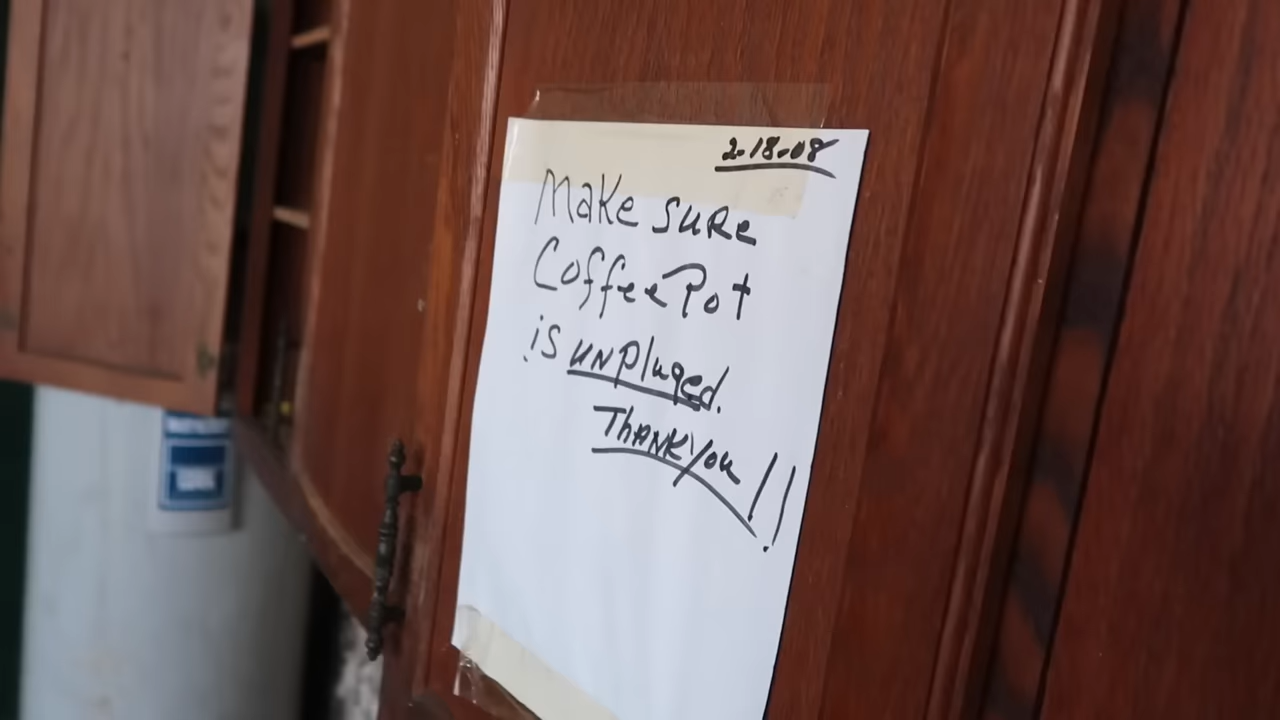 2-18-08
Make sure
Coffee Pot
is unpluged.
Thank you!!